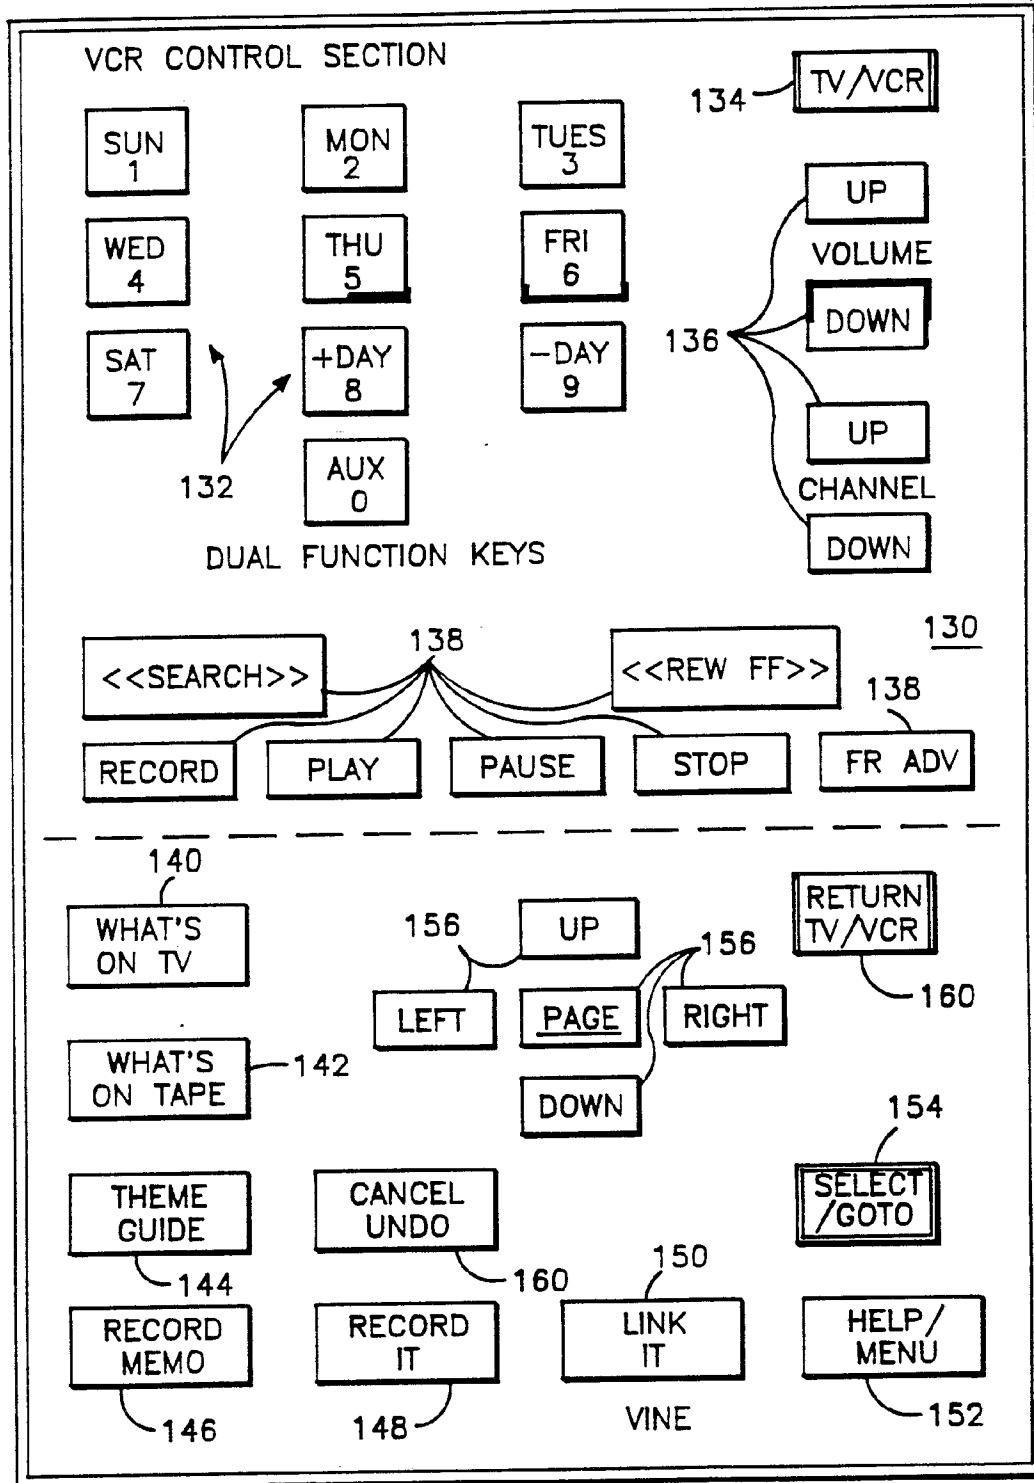 VCR CONTROL SECTION
TV/VCR
134
SUN
1
MON
2
TUES
3
UP
VOLUME
DOWN
136
UP
CHANNEL
DOWN
WED
4
THU
5
FRI
6
SAT
7
+DAY
8
-DAY
9
132
AUX
0
DUAL FUNCTION KEYS
130
<<SEARCH>>
138
<<REW FF>>
138
RECORD
PLAY
PAUSE
STOP
FR ADV
140
WHAT'S
ON TV
156
UP
156
RETURN
TV/VCR
160
LEFT
PAGE
RIGHT
WHAT'S
ON TAPE
142
DOWN
154
THEME
GUIDE
144
CANCEL
UNDO
160
SELECT
/GOTO
150
RECORD
MEMO
146
RECORD
IT
148
LINK
IT
VINE
HELP/
MENU
152